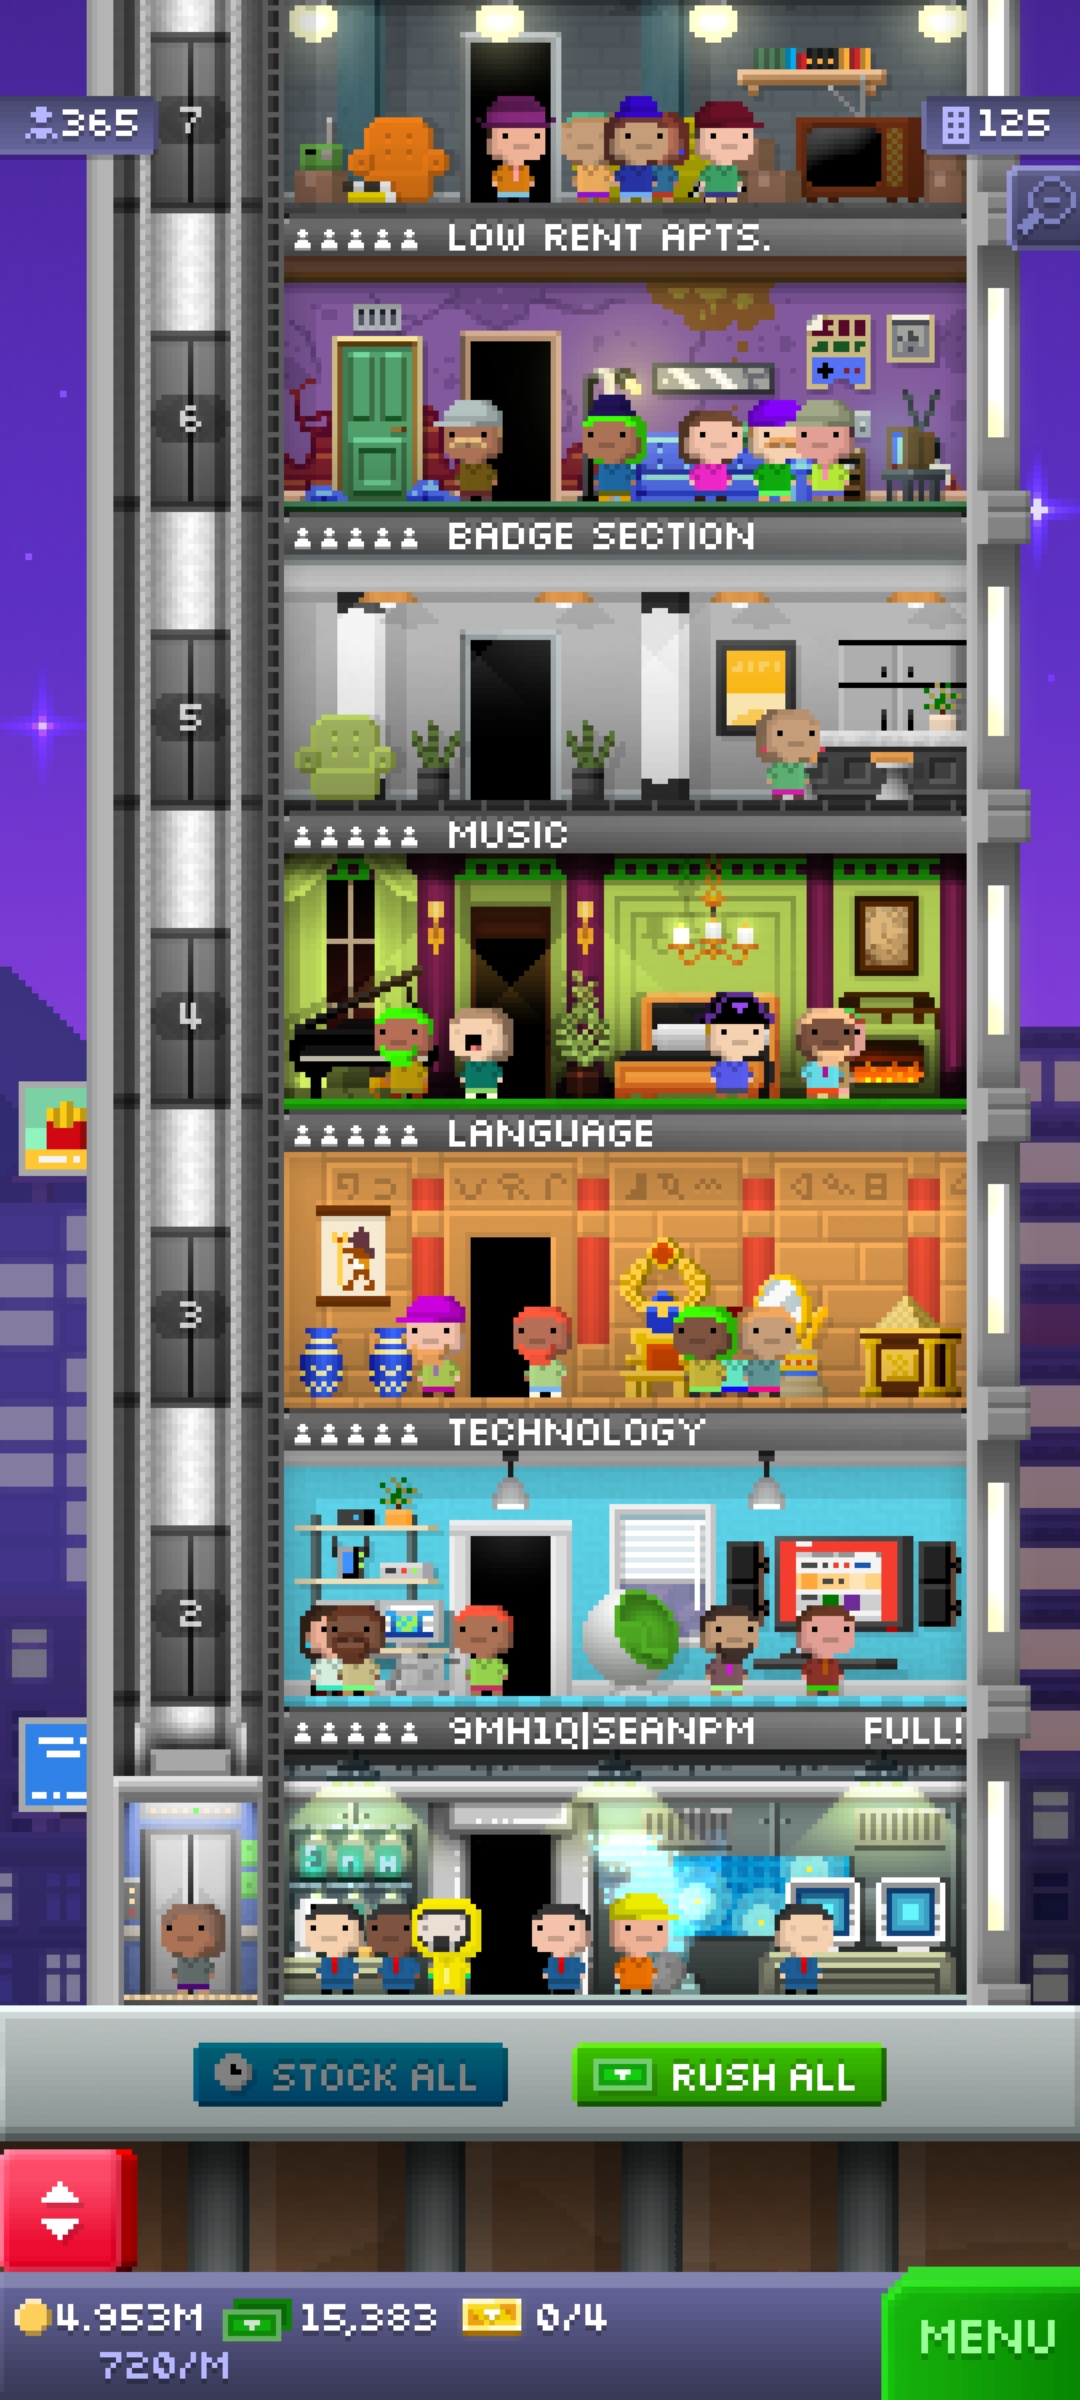 7
365
125
LOW RENT APTS.
6
BADGE SECTION
5
MUSIC
4
LANGUAGE
3
TECHNOLOGY
2
9MH1Q|SEANPM FULL!
STOCK ALL
RUSH ALL
4.953M
15,383
0/4
720/M
MENU